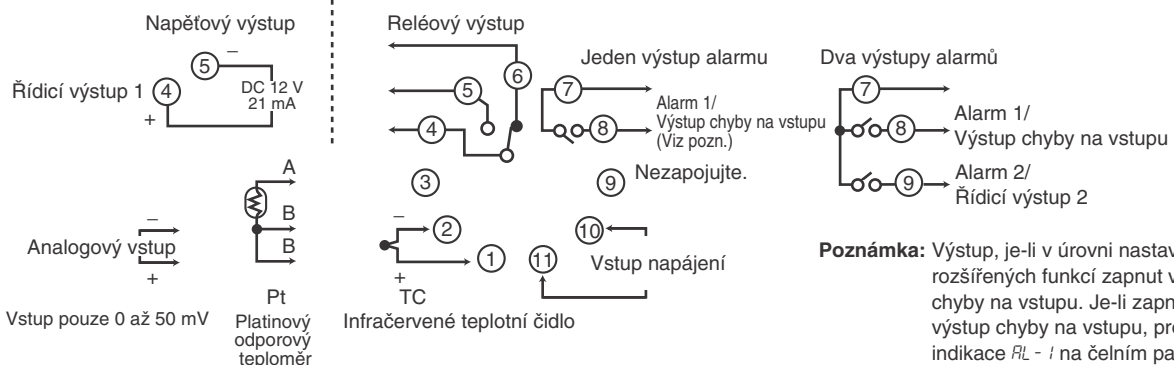 Napěťový výstup
Reléový výstup
Jeden výstup alarmu
Dva výstupy alarmů
Řídicí výstup 1
4
+
5
–
DC 12 V
21 mA
6
5
4
7
Alarm 1/
Výstup chyby na vstupu
(Viz pozn.)
8
7
8
Alarm 1/
Výstup chyby na vstupu
9
Alarm 2/
Řídicí výstup 2
3
9
Nezapojujte.
A
B
B
Pt
Platinový
odporový
teploměr
–
Analogový vstup
+
Vstup pouze 0 až 50 mV
–
2
1
+
TC
Infračervené teplotní čidlo
10
11
Vstup napájení
Poznámka: Výstup, je-li v úrovni nastav
rozšířených funkcí zapnut v
chyby na vstupu. Je-li zapn
výstup chyby na vstupu, pro
indikace AL - 1 na čelním pa